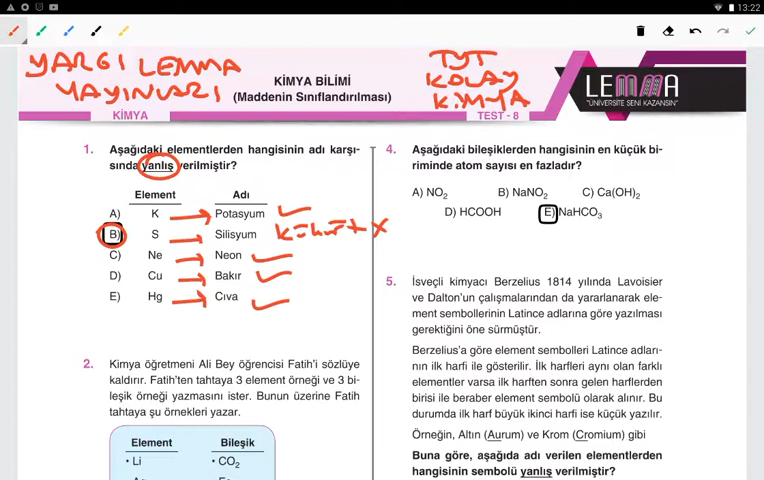 13:22
YARGI LEMMA
YAYINLARI
KİMYA BİLİMİ
(Maddenin Sınıflandırılması)
TYT
KOLAY
KİMYA
LEMMA
"ÜNİVERSİTE SENİ KAZANSIN"
KİMYA
TEST - 8
1. Aşağıdaki elementlerden hangisinin adı karşı-
sında yanlış verilmiştir?
Element Adı
A) K Potasyum
B) S Silisyum
C) Ne Neon
D) Cu Bakır
E) Hg Cıva
2. Kimya öğretmeni Ali Bey öğrencisi Fatih'i sözlüye
kaldırır. Fatih'ten tahtaya 3 element örneği ve 3 bi-
leşik örneği yazmasını ister. Bunun üzerine Fatih
tahtaya şu örnekleri yazar.
Element Bileşik
• Li • CO2
4. Aşağıdaki bileşiklerden hangisinin en küçük bi-
riminde atom sayısı en fazladır?
A) NO2 B) NaNO2 C) Ca(OH)2
D) HCOOH E) NaHCO3
5. İsveçli kimyacı Berzelius 1814 yılında Lavoisier
ve Dalton'un çalışmalarından da yararlanarak ele-
ment sembollerinin Latince adlarına göre yazılması
gerektiğini öne sürmüştür.
Berzelius'a göre element sembolleri Latince adları-
nın ilk harfi ile gösterilir. İlk harfleri aynı olan farklı
elementler varsa ilk harften sonra gelen harflerden
birisi ile beraber element sembolü olarak alınır. Bu
durumda ilk harf büyük ikinci harf ise küçük yazılır.
Örneğin, Altın (Aurum) ve Krom (Cromium) gibi
Buna göre, aşağıda adı verilen elementlerden
hangisinin sembolü yanlış verilmiştir?